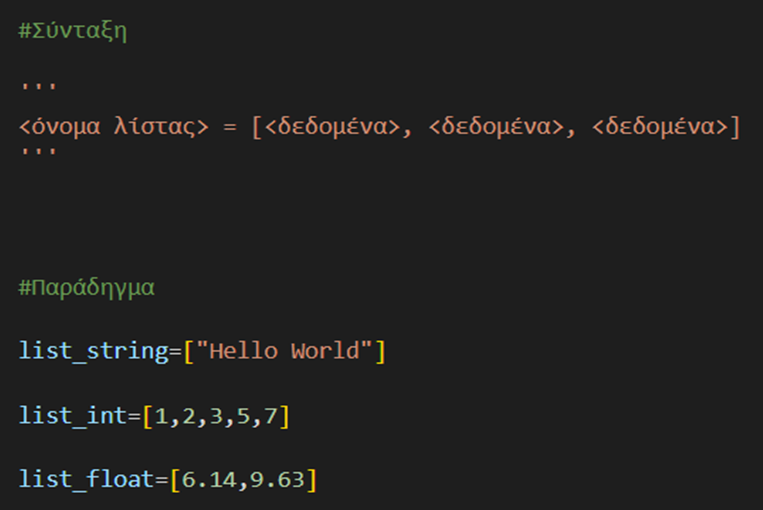 #Σύνταξη
'''
<όνομα λίστας> = [<δεδομένα>, <δεδομένα>, <δεδομένα>]
'''
#Παράδηγμα
list_string=["Hello World"]
list_int=[1,2,3,5,7]
list_float=[6.14,9.63]